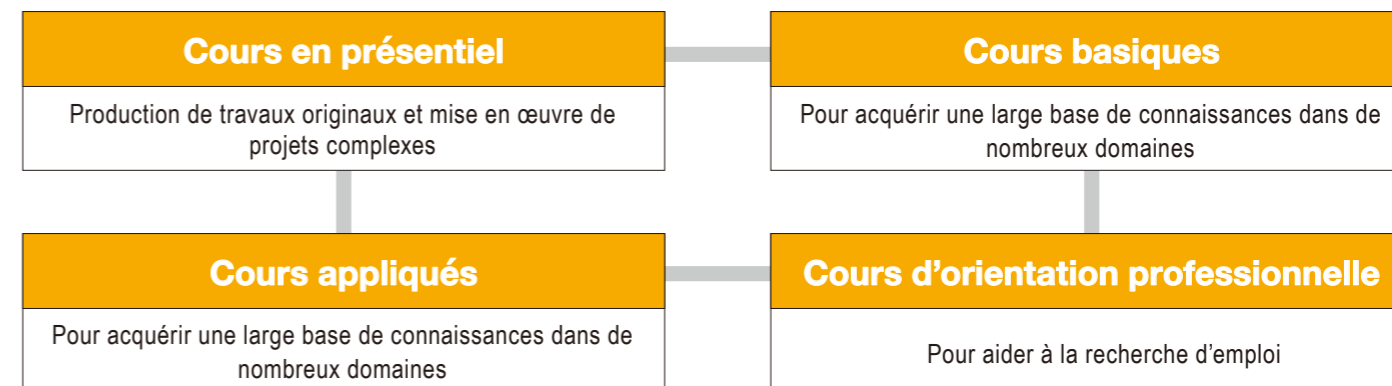 Cours en présentiel
Production de travaux originaux et mise en œuvre de
projets complexes
Cours basiques
Pour acquérir une large base de connaissances dans de
nombreux domaines
Cours appliqués
Pour acquérir une large base de connaissances dans de
nombreux domaines
Cours d’orientation professionnelle
Pour aider à la recherche d’emploi